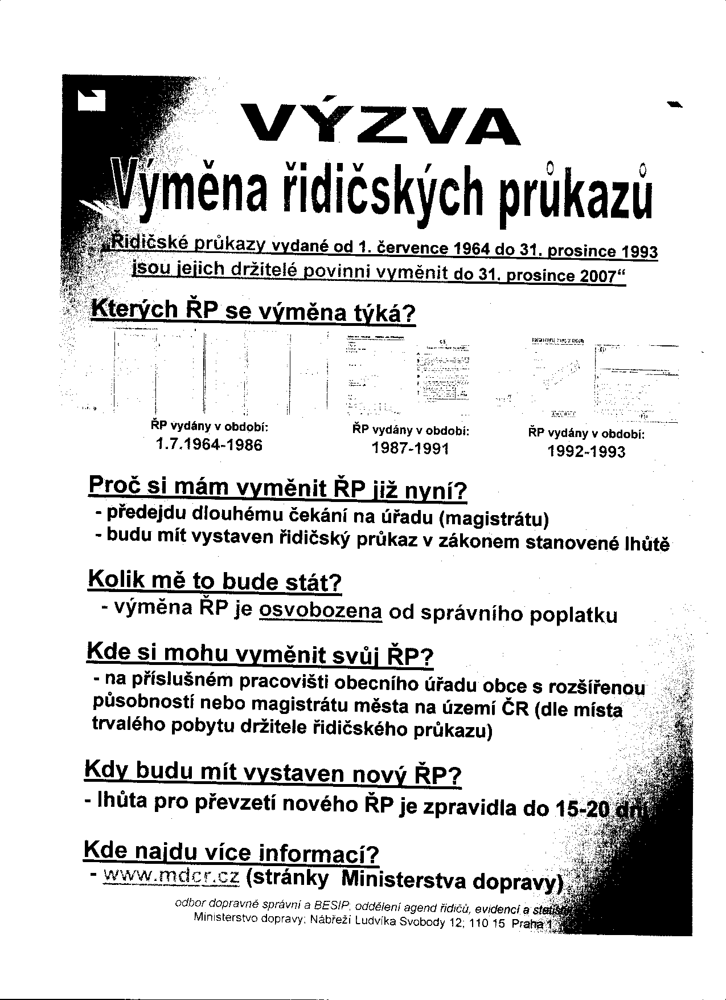 VÝZVA
Výměna řidičských průkazů
„Řidičské průkazy vydané od 1. července 1964 do 31. prosince 1993
jsou jejich držitelé povinni vyměnit do 31. prosince 2007“
Kterých ŘP se výměna týká?
ŘP vydány v období:
1.7.1964-1986
ŘP vydány v období:
1987-1991
ŘP vydány v období:
1992-1993
Proč si mám vyměnit ŘP již nyní?
- předejdu dlouhému čekání na úřadu (magistrátu)
- budu mít vystaven řidičský průkaz v zákonem stanovené lhůtě
Kolik mě to bude stát?
- výměna ŘP je osvobozena od správního poplatku
Kde si mohu vyměnit svůj ŘP?
- na příslušném pracovišti obecního úřadu obce s rozšířenou
působností nebo magistrátu města na území ČR (dle místa
trvalého pobytu držitele řidičského průkazu)
Kdy budu mít vystaven nový ŘP?
- lhůta pro převzetí nového ŘP je zpravidla do 15-20 dní
Kde najdu více informací?
- www.mdcr.cz (stránky Ministerstva dopravy)
odbor dopravně správní a BESIP; oddělení agend řidičů, evidencí a
Ministerstvo dopravy; Nábřeží Ludvíka Svobody 12; 110 15 Praha 1